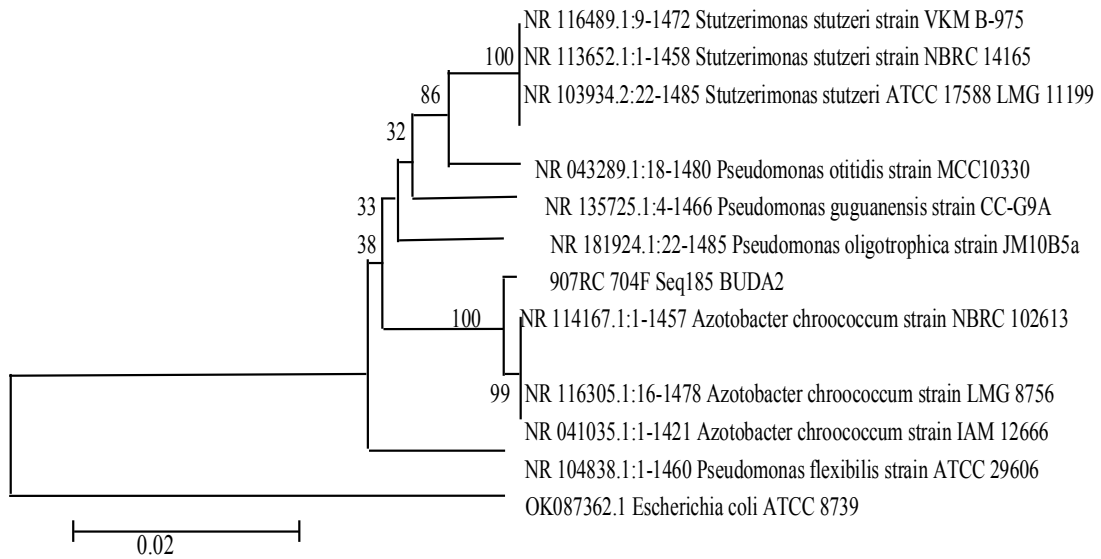 NR 116489.1:9-1472 Stutzerimonas stutzeri strain VKM B-975
NR 113652.1:1-1458 Stutzerimonas stutzeri strain NBRC 14165
100
NR 103934.2:22-1485 Stutzerimonas stutzeri ATCC 17588 LMG 11199
86
32
NR 043289.1:18-1480 Pseudomonas otitidis strain MCC10330
33
NR 135725.1:4-1466 Pseudomonas guguanensis strain CC-G9A
38
NR 181924.1:22-1485 Pseudomonas oligotrophica strain JM10B5a
907RC 704F Seq185 BUDA2
100
NR 114167.1:1-1457 Azotobacter chroococcum strain NBRC 102613
99
NR 116305.1:16-1478 Azotobacter chroococcum strain LMG 8756
NR 041035.1:1-1421 Azotobacter chroococcum strain IAM 12666
NR 104838.1:1-1460 Pseudomonas flexibilis strain ATCC 29606
OK087362.1 Escherichia coli ATCC 8739
0.02